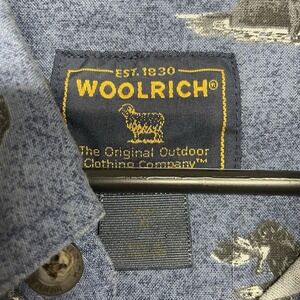 EST. 1830
WOOLRICH®
The Original Outdoor
Clothing Company™